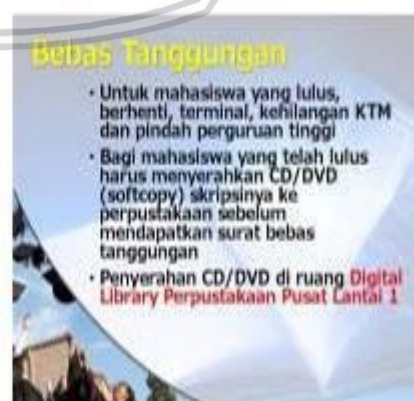 Bebas Tanggungan
• Untuk mahasiswa yang lulus,
berhenti, terminal, kehilangan KTM
dan pindah perguruan tinggi
• Bagi mahasiswa yang telah lulus
harus menyerahkan CD/DVD
(softcopy) skripsinya ke
perpustakaan sebelum
mendapatkan surat bebas
tanggungan
• Penyerahan CD/DVD di ruang Digital
Library Perpustakaan Pusat Lantai 1